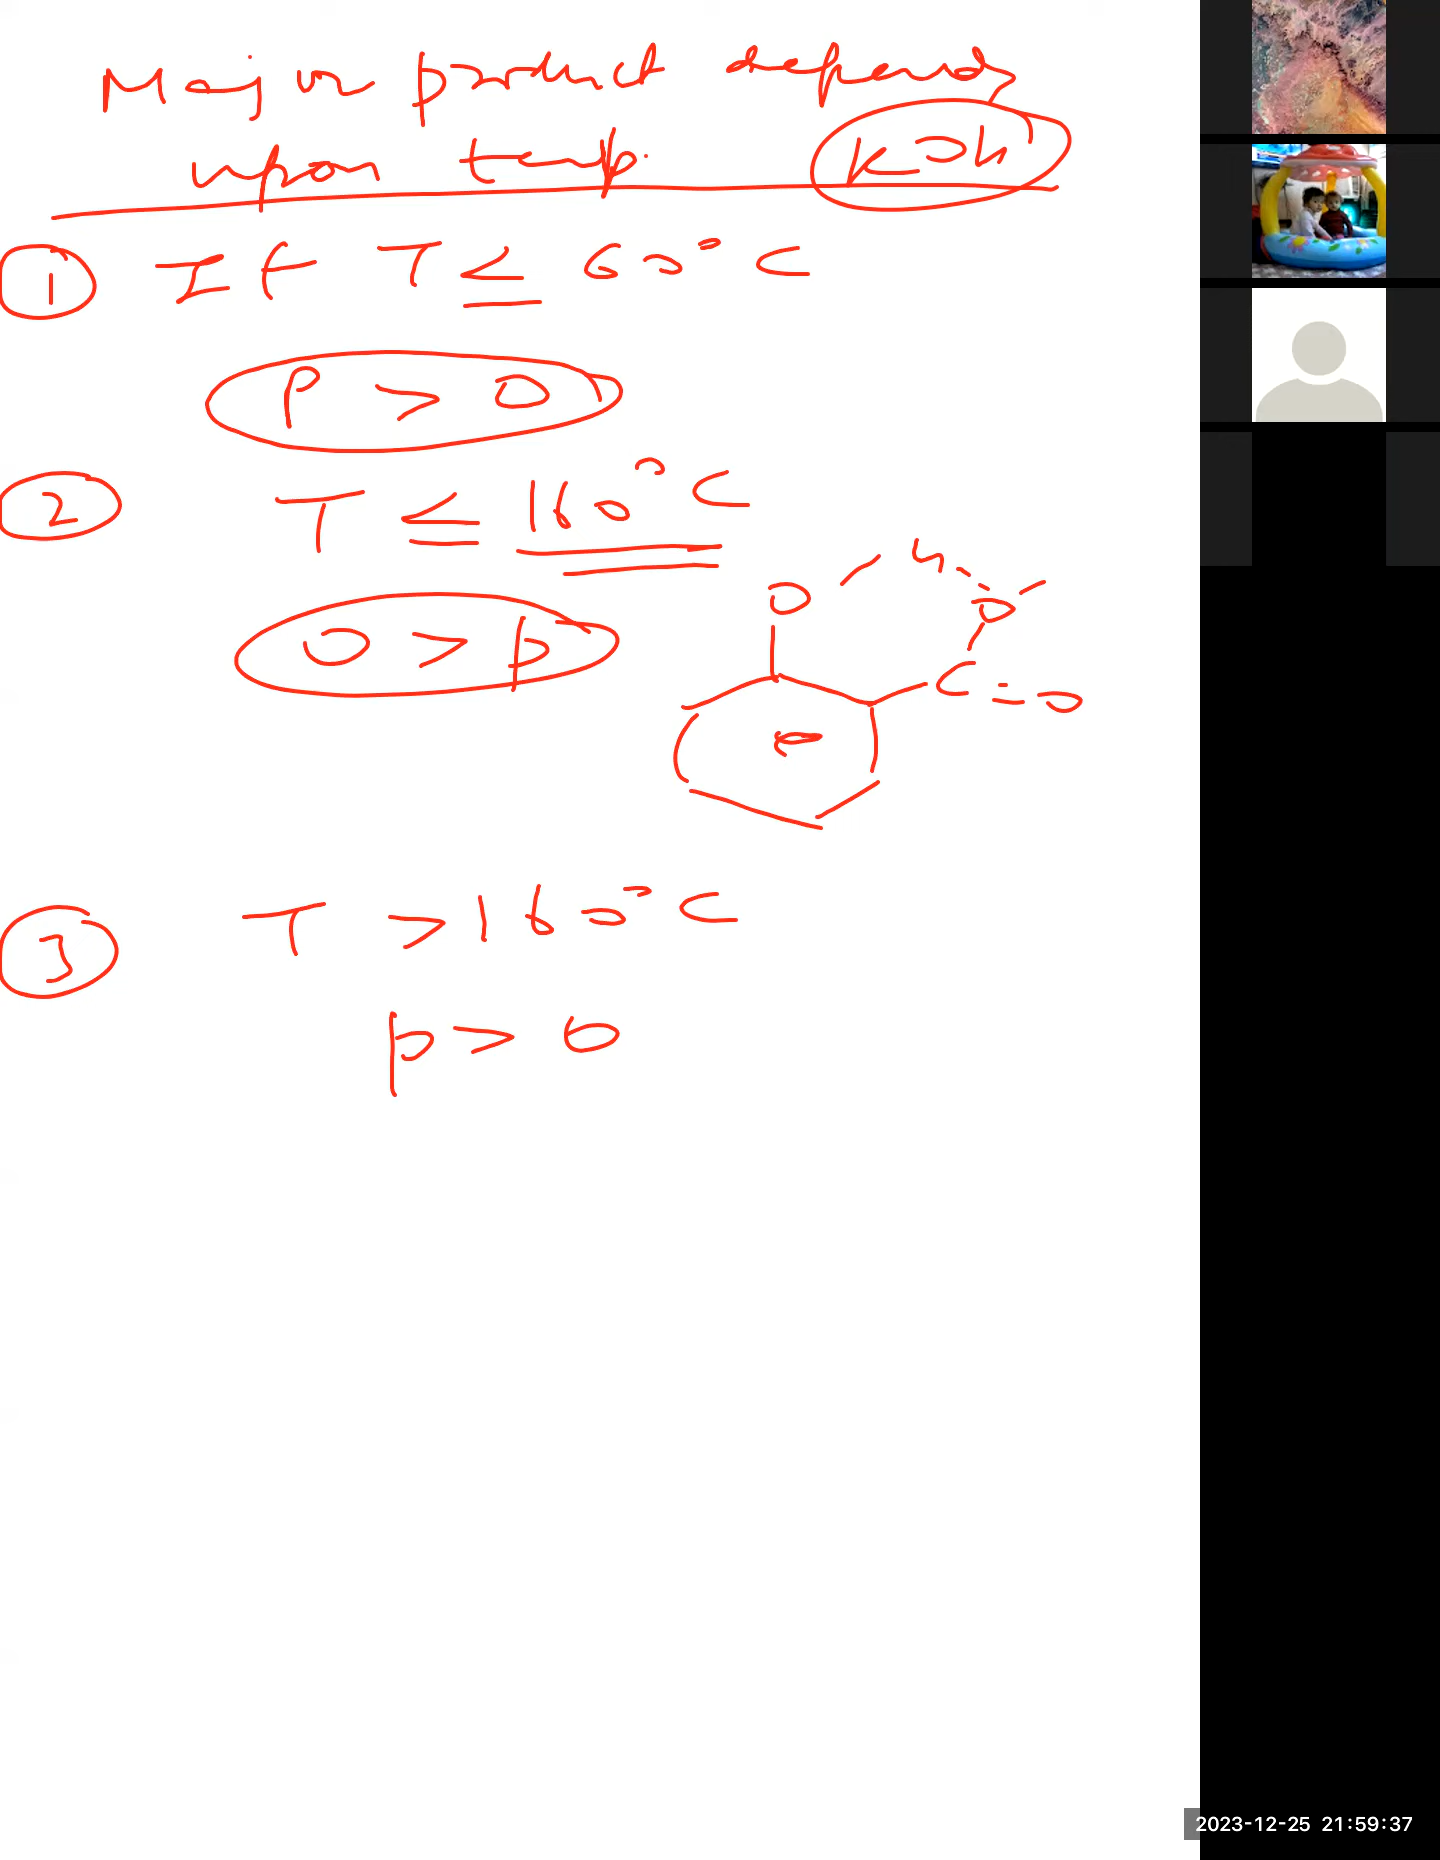 Major product depends
upon temp. KOH
1 If T ≤ 60°C
P > O
2 T ≤ 160°C
O > p
O H O
C = O
3 T > 160°C
p > o
2023-12-25 21:59:37